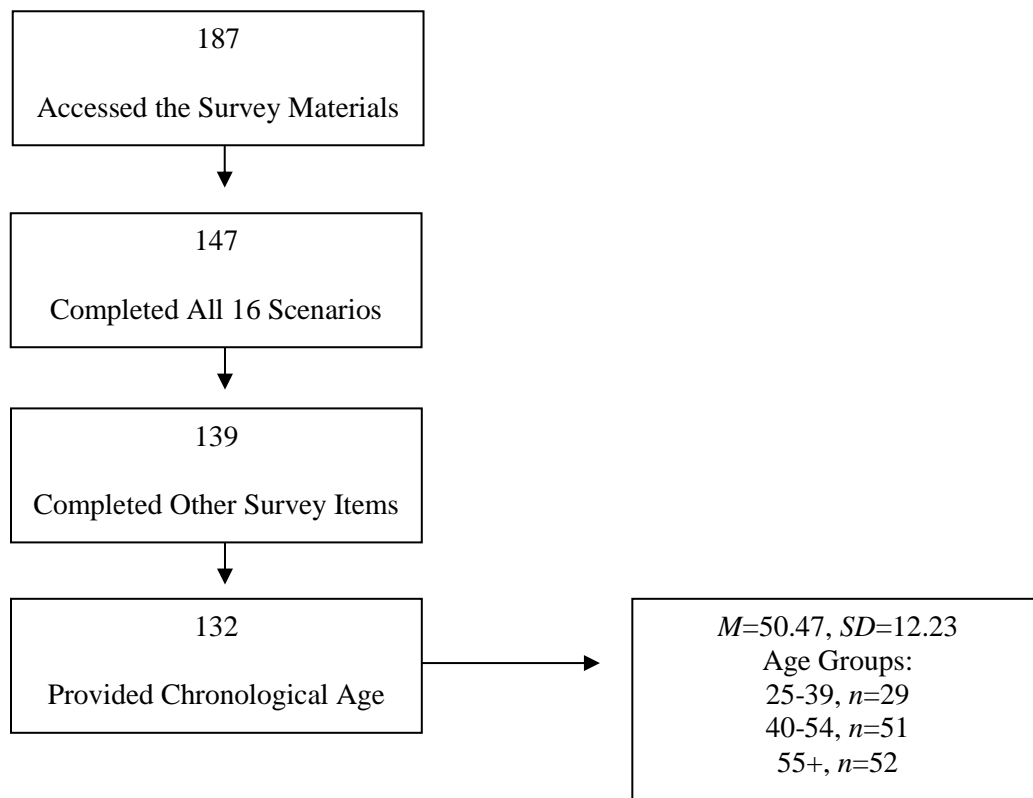 187
Accessed the Survey Materials
147
Completed All 16 Scenarios
139
Completed Other Survey Items
132
Provided Chronological Age
M=50.47, SD=12.23
Age Groups:
25-39, n=29
40-54, n=51
55+, n=52